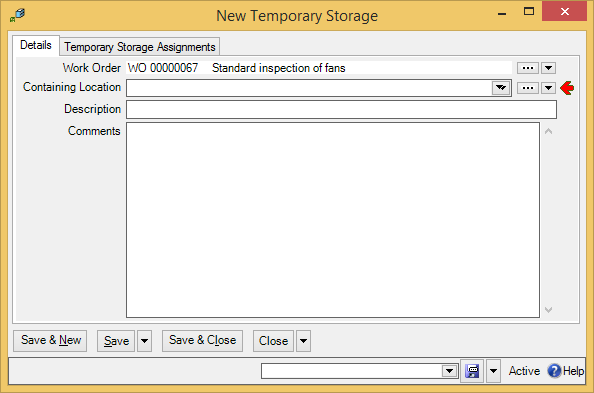 New Temporary Storage
Details
Temporary Storage Assignments
Work Order WO 00000067 Standard inspection of fans
Containing Location
Description
Comments
Save & New Save Save & Close Close
Active Help